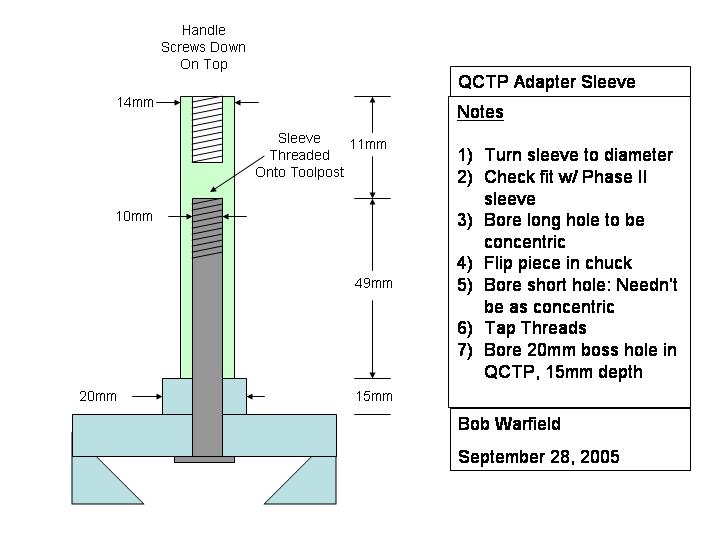 Handle
Screws Down
On Top
14mm
Sleeve
Threaded
Onto Toolpost
11mm
10mm
49mm
20mm
15mm
QCTP Adapter Sleeve
Notes
1) Turn sleeve to diameter
2) Check fit w/ Phase II
sleeve
3) Bore long hole to be
concentric
4) Flip piece in chuck
5) Bore short hole: Needn't
be as concentric
6) Tap Threads
7) Bore 20mm boss hole in
QCTP, 15mm depth
Bob Warfield
September 28, 2005